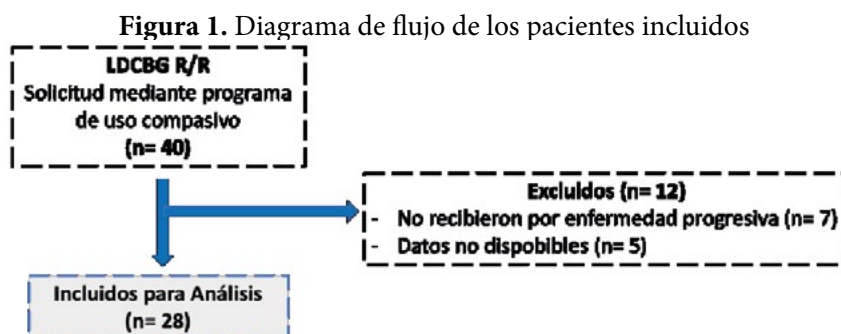 Figura 1. Diagrama de flujo de los pacientes incluidos
LDCBG R/R
Solicitud mediante programa
de uso compasivo
(n= 40)
Excluidos (n= 12)
- No recibieron por enfermedad progresiva (n= 7)
- Datos no dispobibles (n= 5)
Incluidos para Análisis
(n= 28)